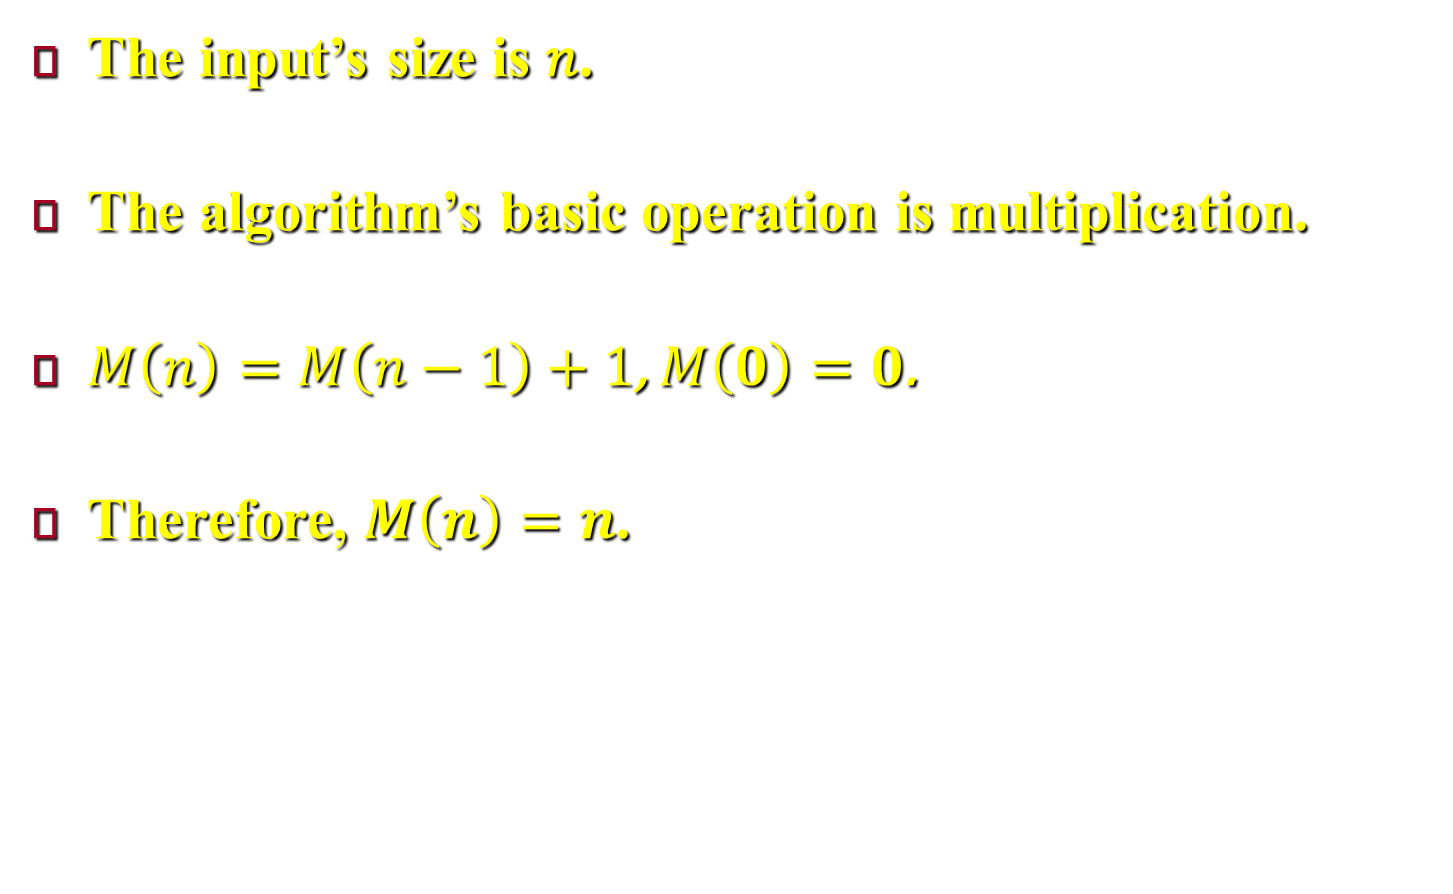 The input’s size is n.
The algorithm’s basic operation is multiplication.
M(n) = M(n − 1) + 1, M(0) = 0.
Therefore, M(n) = n.